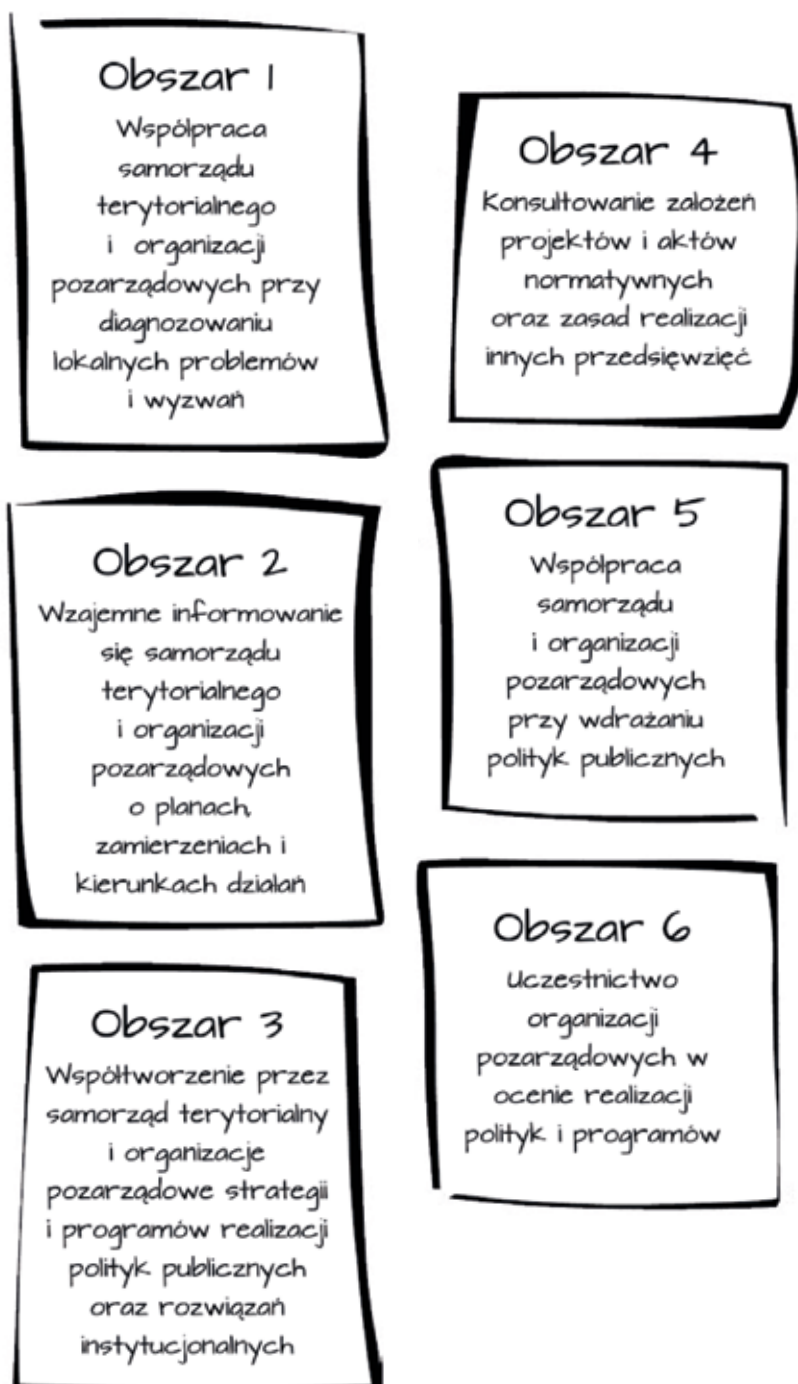 Obszar 1
Współpraca
samorządu
terytorialnego
i organizacji
pozarządowych przy
diagnozowaniu
lokalnych problemów
i wyzwań
Obszar 2
Wzajemne informowanie
się samorządu
terytorialnego
i organizacji
pozarządowych
o planach,
zamierzeniach i
kierunkach działań
Obszar 3
Współtworzenie przez
samorząd terytorialny
i organizacje
pozarządowe strategii
i programów realizacji
polityk publicznych
oraz rozwiązań
instytucjonalnych
Obszar 4
Konsultowanie założeń
projektów i aktów
normatywnych
oraz zasad realizacji
innych przedsięwzięć
Obszar 5
Współpraca
samorządu
i organizacji
pozarządowych
przy wdrażaniu
polityk publicznych
Obszar 6
Uczestnictwo
organizacji
pozarządowych w
ocenie realizacji
polityk i programów